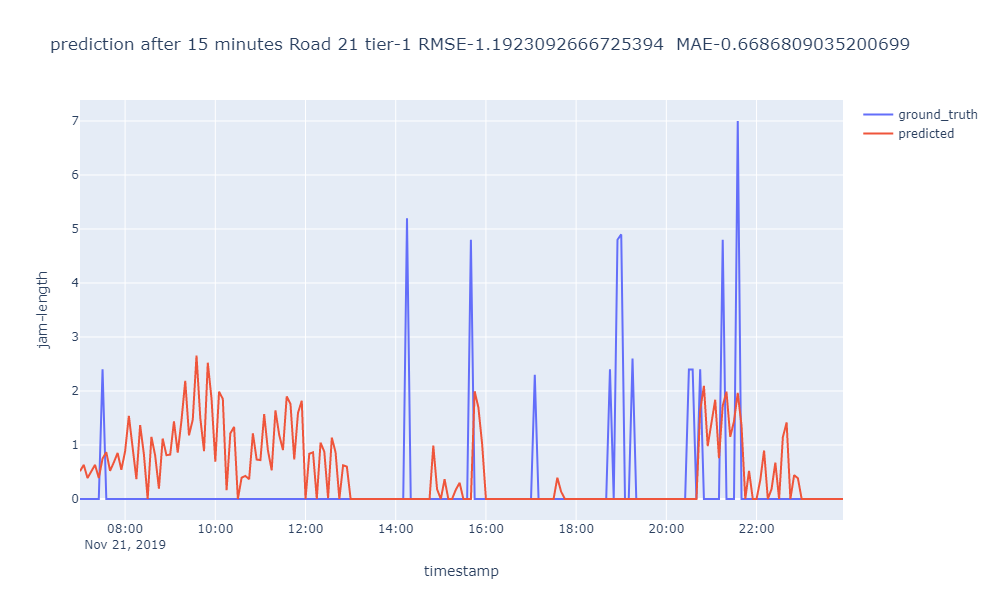 prediction after 15 minutes Road 21 tier-1 RMSE-1.1923092666725394  MAE-0.6686809035200699
ground_truth
predicted
7
6
5
4
3
2
1
0
jam-length
08:00 10:00 12:00 14:00 16:00 18:00 20:00 22:00
Nov 21, 2019
timestamp